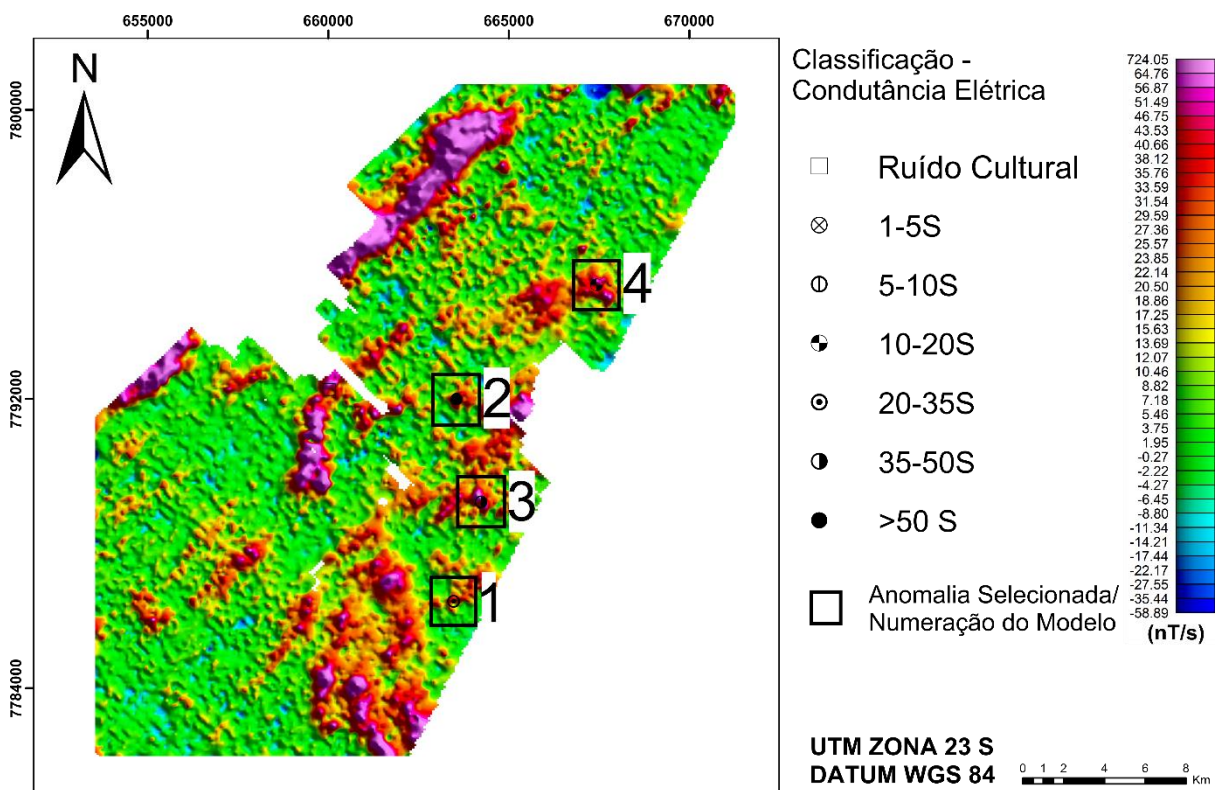 655000 660000 665000 670000
N
7800000
7792000
7784000
4
2
3
1
Classificação -
Condutância Elétrica
Ruído Cultural
1-5S
5-10S
10-20S
20-35S
35-50S
>50 S
Anomalia Selecionada/
Numeração do Modelo
724.05
64.76
56.87
51.49
46.75
43.53
40.66
38.12
35.76
33.59
31.54
29.59
27.36
25.57
23.85
22.14
20.50
18.86
17.25
15.63
13.69
12.07
10.46
8.82
7.18
5.46
3.75
1.95
-0.27
-2.22
-4.27
-6.45
-8.80
-11.34
-14.21
-17.44
-22.17
-27.55
-35.44
-58.89
(nT/s)
UTM ZONA 23 S
DATUM WGS 84
0 1 2 4 6 8
Km